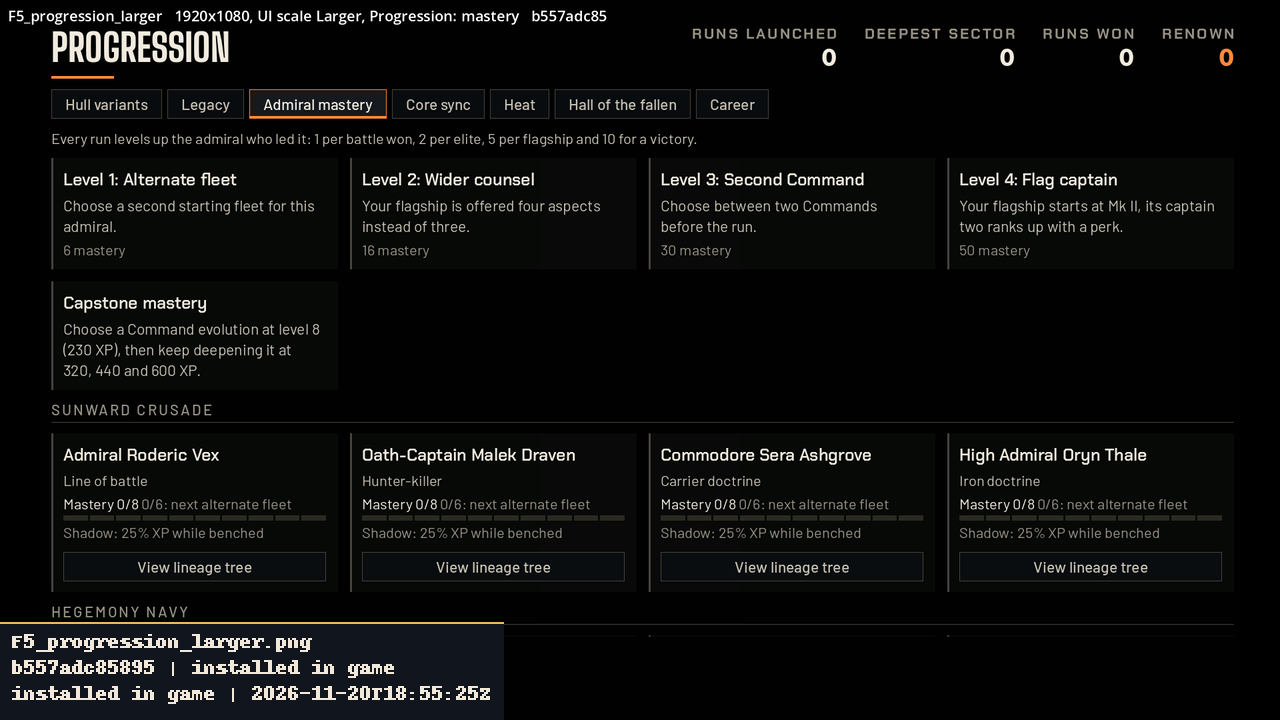 F5_progression_larger 1920x1080, UI scale Larger, Progression: mastery b557adc85
PROGRESSION
RUNS LAUNCHED DEEPEST SECTOR RUNS WON RENOWN
0 0 0 0
Hull variants Legacy Admiral mastery Core sync Heat Hall of the fallen Career
Every run levels up the admiral who led it: 1 per battle won, 2 per elite, 5 per flagship and 10 for a victory.
Level 1: Alternate fleet
Choose a second starting fleet for this
admiral.
6 mastery
Level 2: Wider counsel
Your flagship is offered four aspects
instead of three.
16 mastery
Level 3: Second Command
Choose between two Commands
before the run.
30 mastery
Level 4: Flag captain
Your flagship starts at Mk II, its captain
two ranks up with a perk.
50 mastery
Capstone mastery
Choose a Command evolution at level 8
(230 XP), then keep deepening it at
320, 440 and 600 XP.
SUNWARD CRUSADE
Admiral Roderic Vex
Line of battle
Mastery 0/8 0/6: next alternate fleet
Shadow: 25% XP while benched
View lineage tree
Oath-Captain Malek Draven
Hunter-killer
Mastery 0/8 0/6: next alternate fleet
Shadow: 25% XP while benched
View lineage tree
Commodore Sera Ashgrove
Carrier doctrine
Mastery 0/8 0/6: next alternate fleet
Shadow: 25% XP while benched
View lineage tree
High Admiral Oryn Thale
Iron doctrine
Mastery 0/8 0/6: next alternate fleet
Shadow: 25% XP while benched
View lineage tree
HEGEMONY NAVY
F5_progression_larger.png
b557adc85895 | installed in game
installed in game | 2026-11-20T18:55:25Z